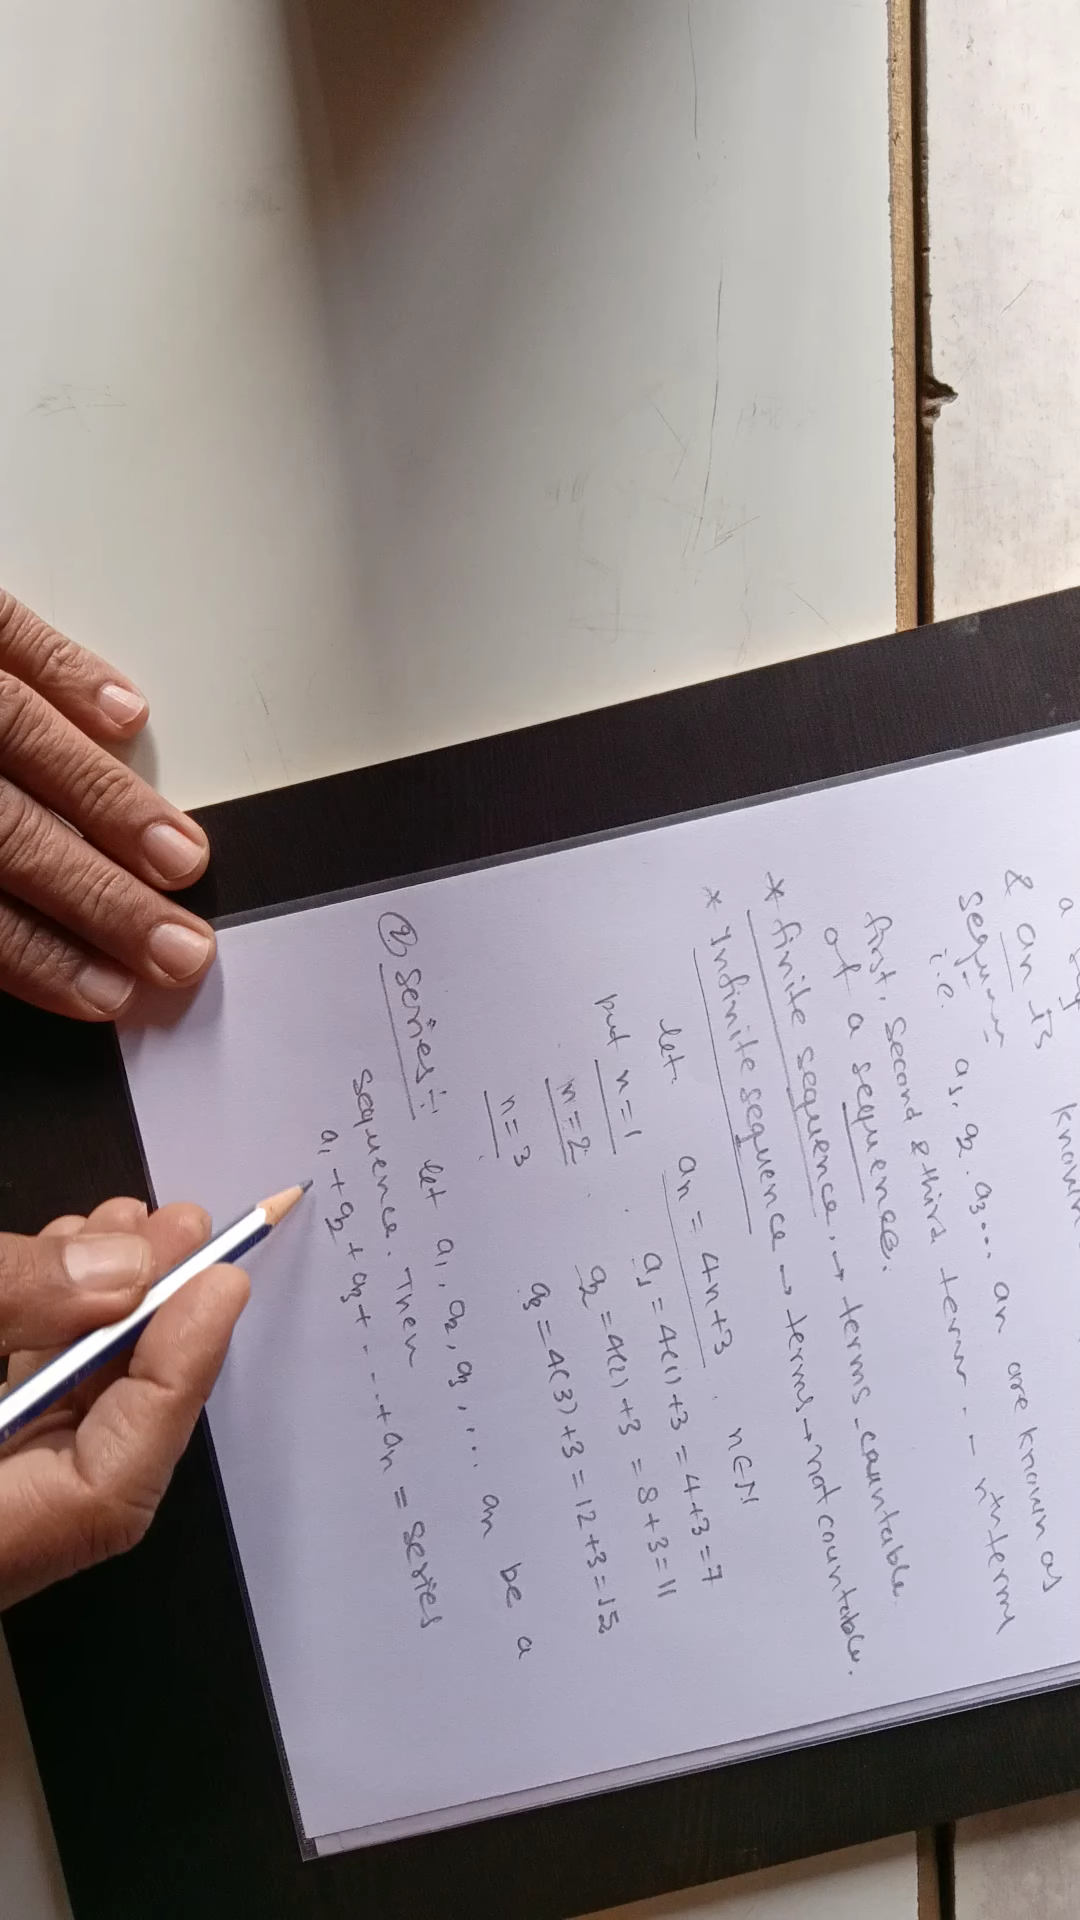 a
& an is known
sequence
i.e. a1, a2, a3... an are known as
first, second & third term -- nth term
of a sequence.
* finite sequence. → terms - countable.
* Infinite sequence → terms → not countable.
let. an = 4n+3, n∈N
put n=1 a1 = 4(1)+3 = 4+3=7
n=2 a2 = 4(2)+3 = 8+3=11
n=3 a3 = 4(3)+3 = 12+3=15
2) Series :- let a1, a2, a3, ... an be a
sequence. Then
a1 + a2 + a3 + ... + an = series